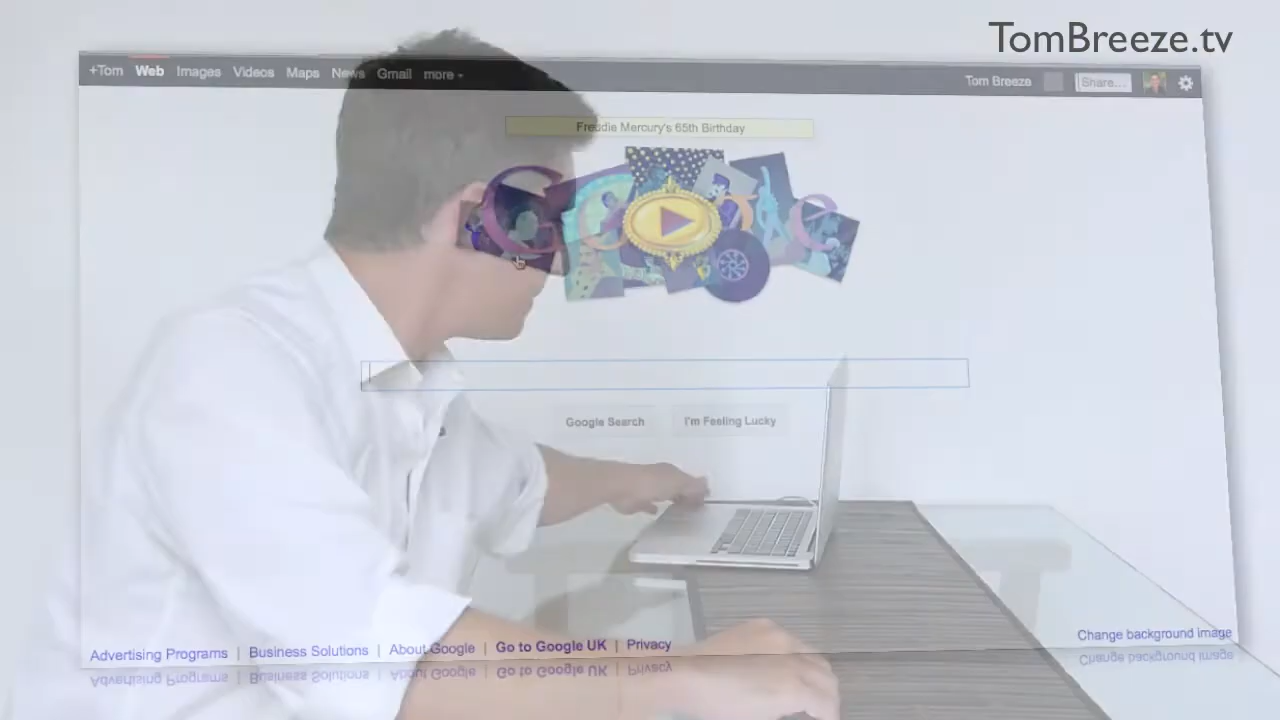 TomBreeze.tv
+Tom Web Images Videos Maps News Gmail more
Tom Breeze Share...
Freddie Mercury's 65th Birthday
Google
Google Search I'm Feeling Lucky
Advertising Programs | Business Solutions | About Google | Go to Google UK | Privacy
Change background image